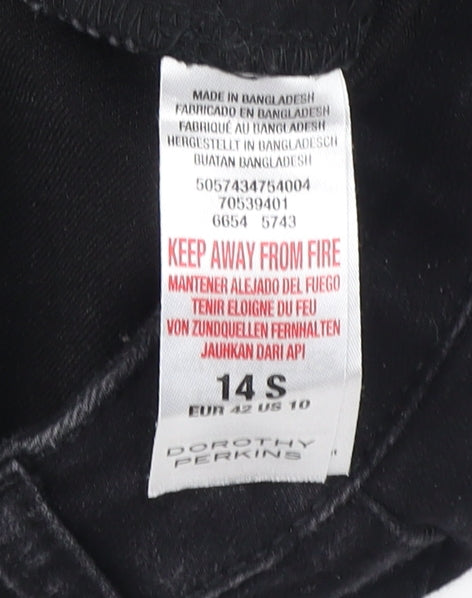 MADE IN BANGLADESH
FABRICADO EN BANGLADESH
FABRIQUÉ AU BANGLADESH
HERGESTELLT IN BANGLADESCH
BUATAN BANGLADESH
5057434754004
70539401
6654 5743
KEEP AWAY FROM FIRE
MANTENER ALEJADO DEL FUEGO
TENIR ELOIGNE DU FEU
VON ZUNDQUELLEN FERNHALTEN
JAUHKAN DARI API
14 S
EUR 42 US 10
DOROTHY
PERKINS